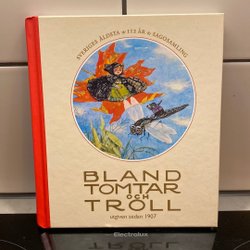 SVERIGES ÄLDSTA 112 ÅR SAGOSAMLING
BLAND
TOMTAR
OCH
TROLL
utgiven sedan 1907
Electrolux